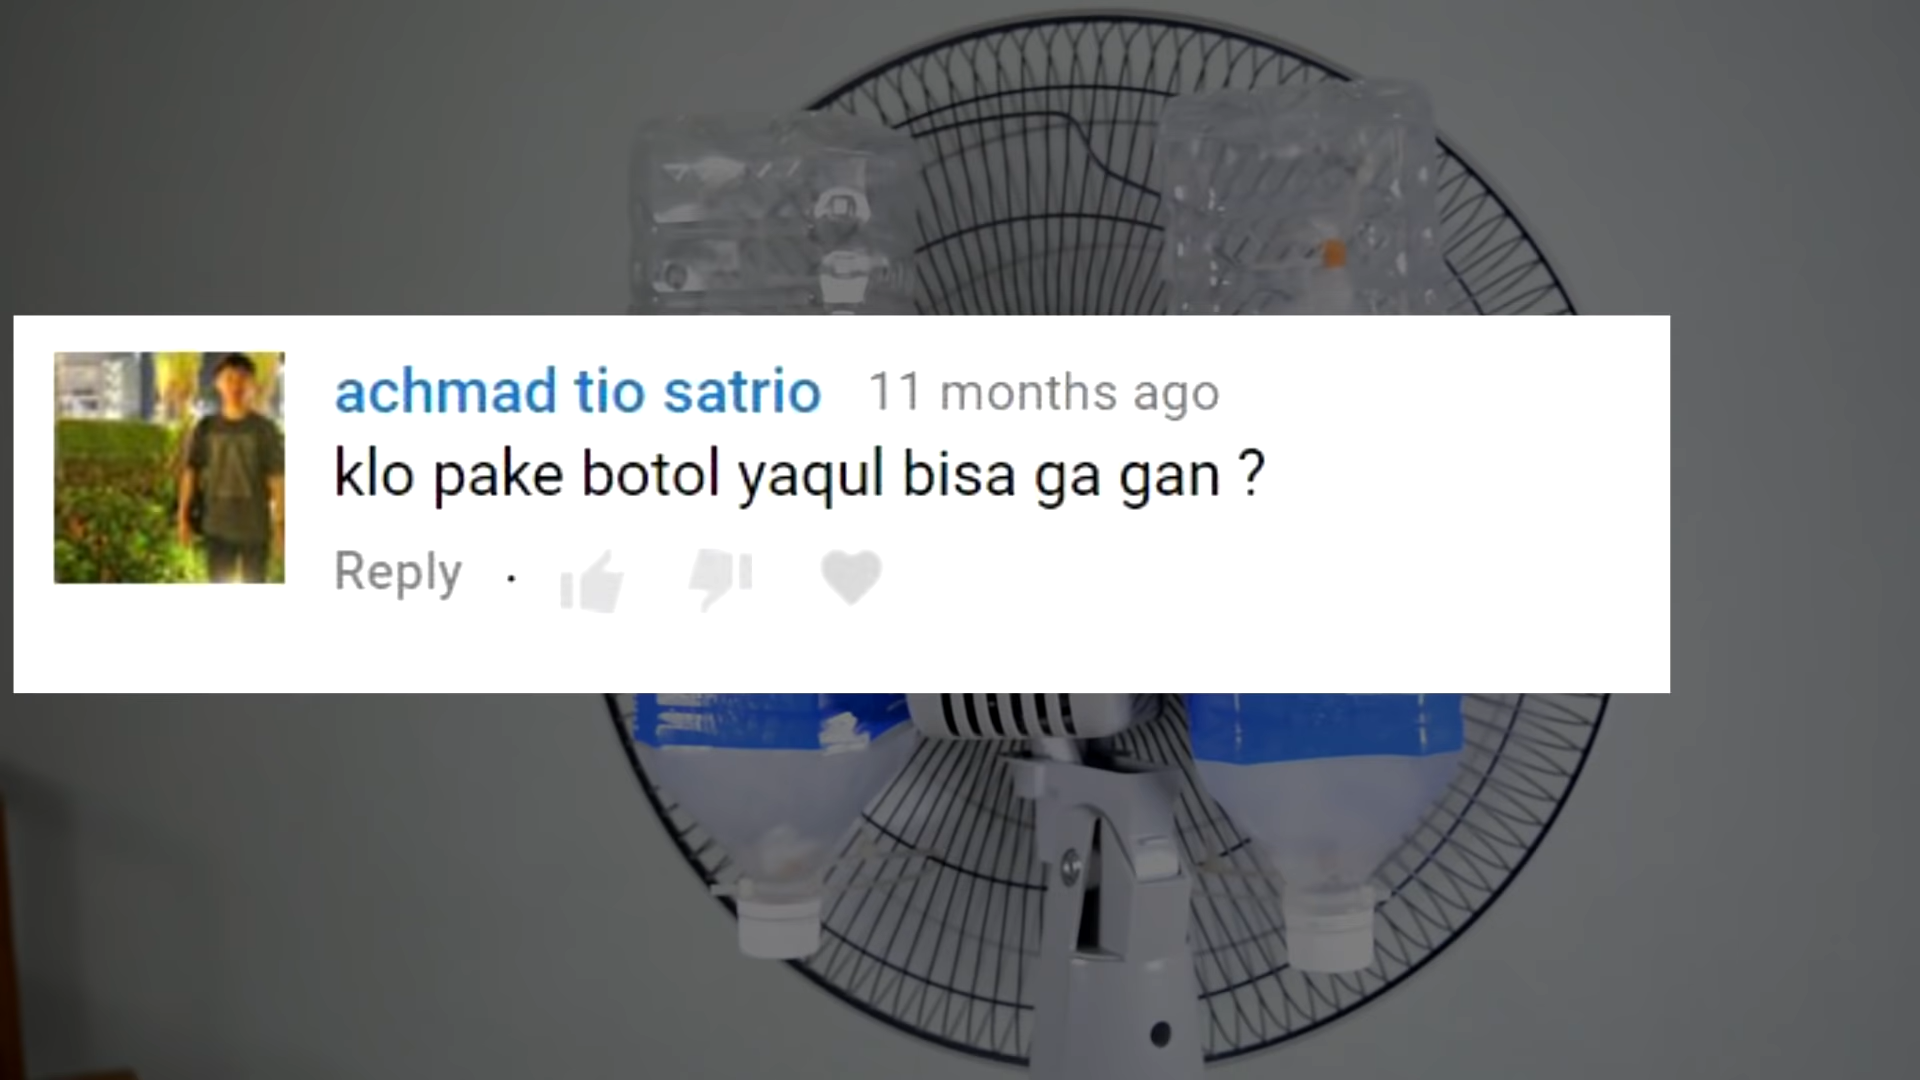 achmad tio satrio 11 months ago
klo pake botol yaqul bisa ga gan ?
Reply ·